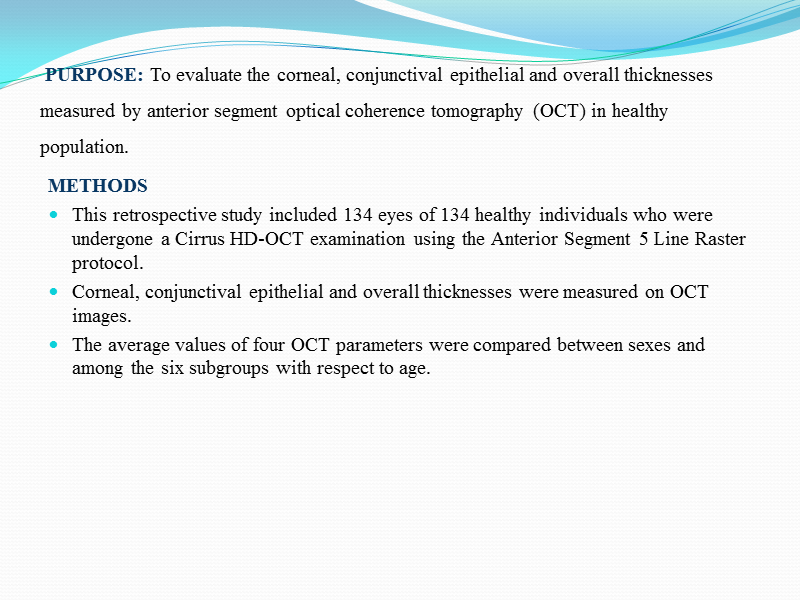 PURPOSE: To evaluate the corneal, conjunctival epithelial and overall thicknesses
measured by anterior segment optical coherence tomography (OCT) in healthy
population.
METHODS
This retrospective study included 134 eyes of 134 healthy individuals who were
undergone a Cirrus HD-OCT examination using the Anterior Segment 5 Line Raster
protocol.
Corneal, conjunctival epithelial and overall thicknesses were measured on OCT
images.
The average values of four OCT parameters were compared between sexes and
among the six subgroups with respect to age.